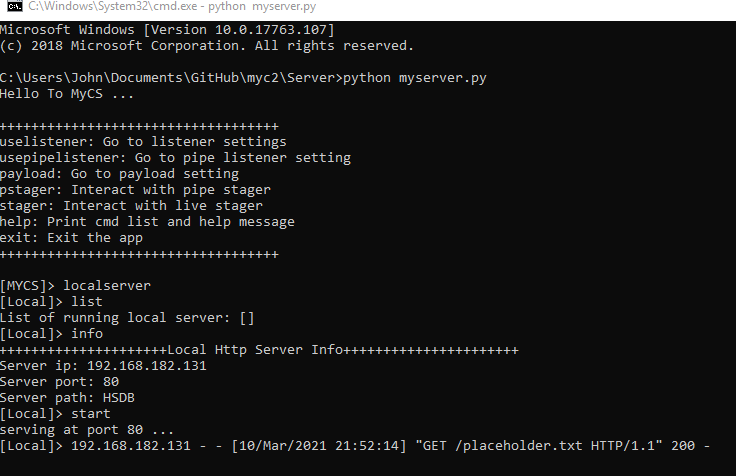 C:\Windows\System32\cmd.exe - python  myserver.py
Microsoft Windows [Version 10.0.17763.107]
(c) 2018 Microsoft Corporation. All rights reserved.
C:\Users\John\Documents\GitHub\myc2\Server>python myserver.py
Hello To MyCS ...
+++++++++++++++++++++++++++++++++++
uselistener: Go to listener settings
usepipelistener: Go to pipe listener setting
payload: Go to payload setting
pstager: Interact with pipe stager
stager: Interact with live stager
help: Print cmd list and help message
exit: Exit the app
+++++++++++++++++++++++++++++++++++
[MYCS]> localserver
[Local]> list
List of running local server: []
[Local]> info
+++++++++++++++++++++Local Http Server Info++++++++++++++++++++++
Server ip: 192.168.182.131
Server port: 80
Server path: HSDB
[Local]> start
serving at port 80 ...
[Local]> 192.168.182.131 - - [10/Mar/2021 21:52:14] "GET /placeholder.txt HTTP/1.1" 200 -